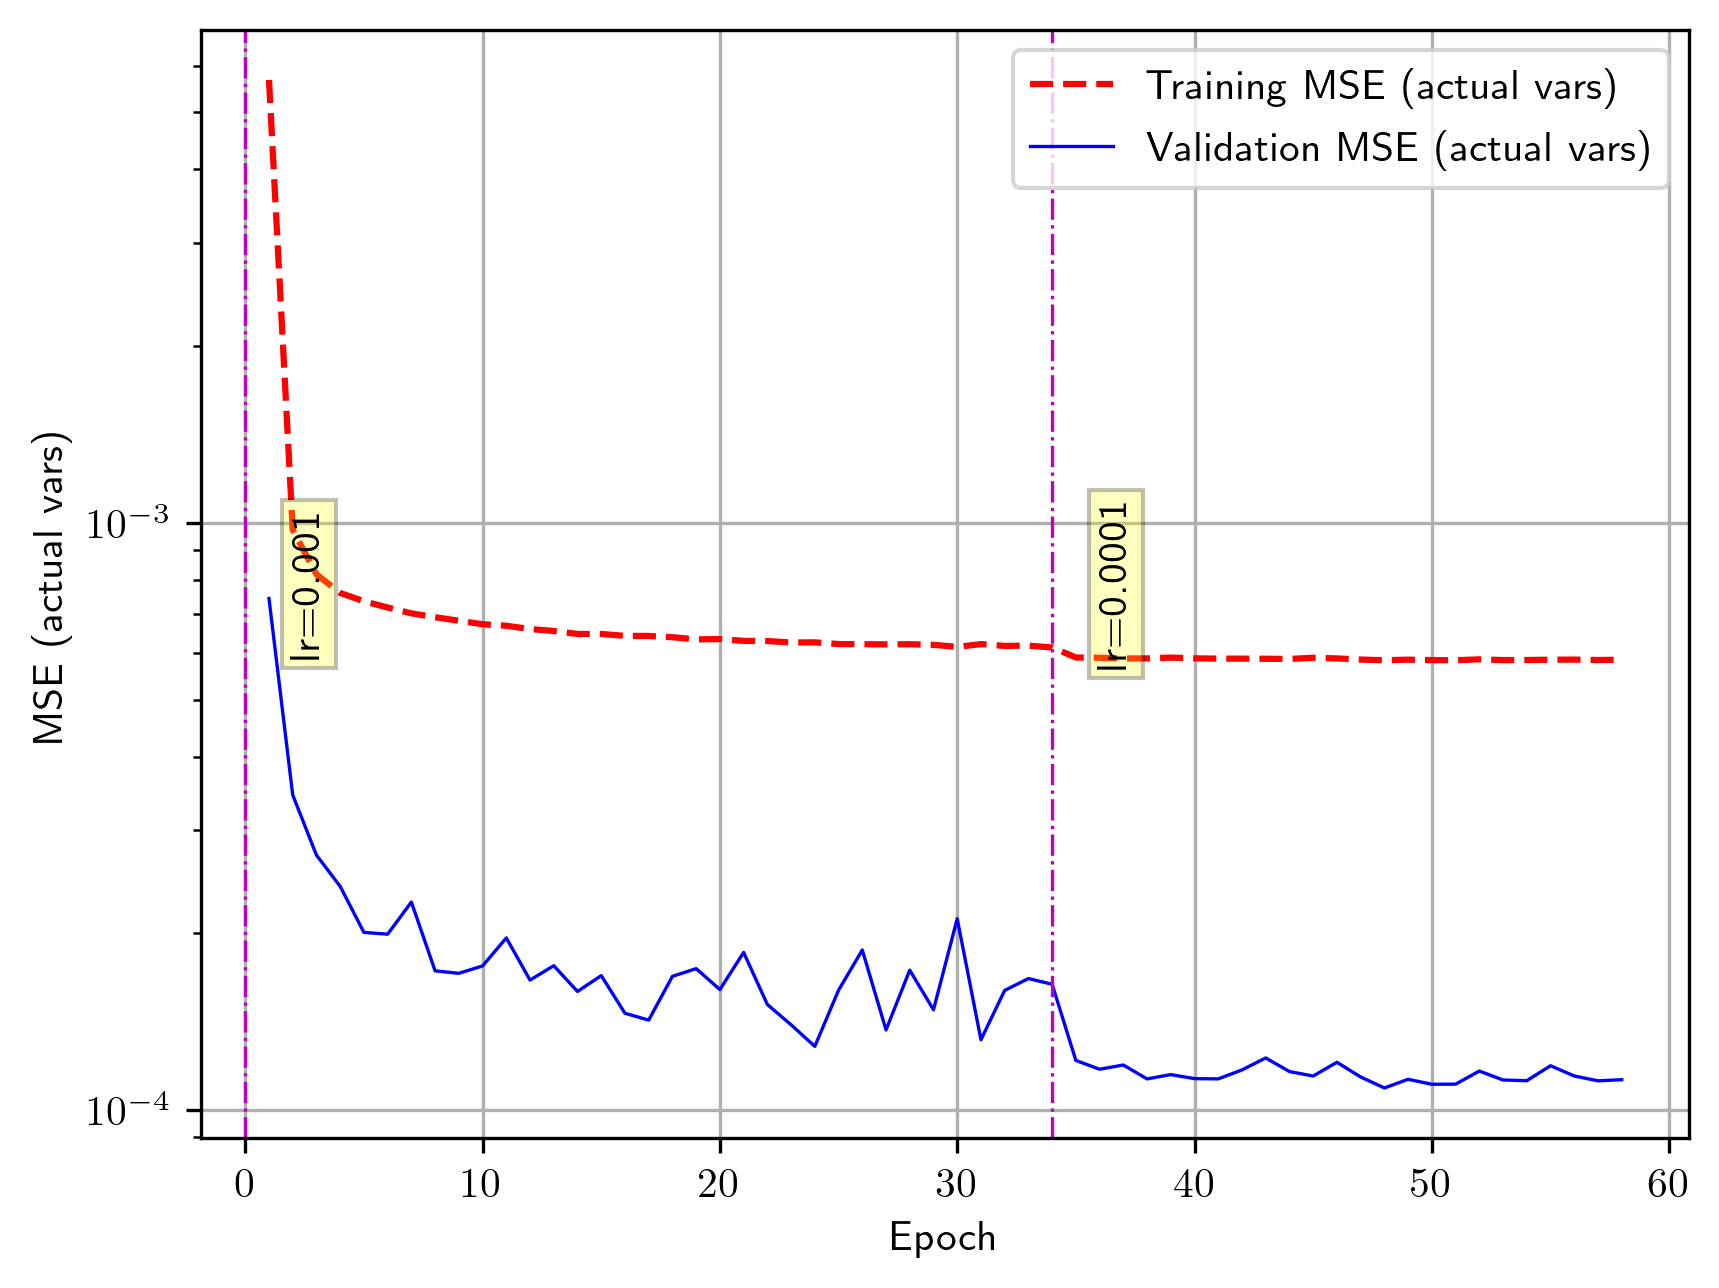 Training MSE (actual vars)
Validation MSE (actual vars)
MSE (actual vars)
10⁻³
10⁻⁴
lr=0.001
lr=0.0001
0 10 20 30 40 50 60
Epoch